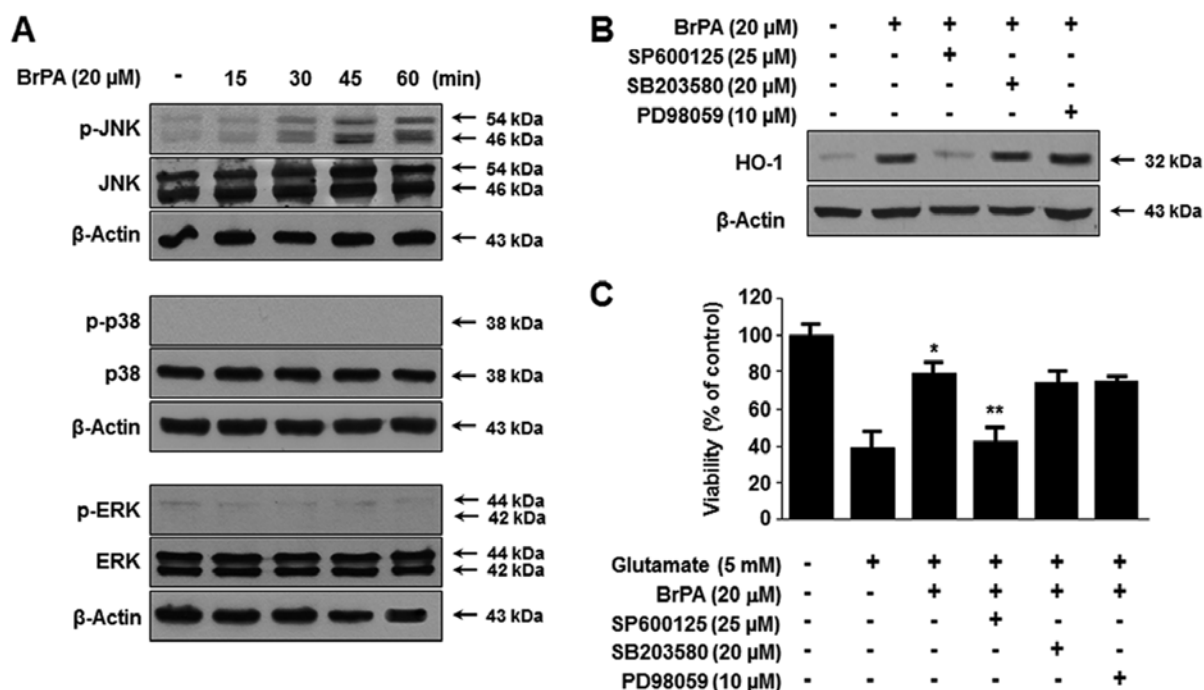 A
BrPA (20 µM) - 15 30 45 60 (min)
p-JNK ← 54 kDa
← 46 kDa
JNK ← 54 kDa
← 46 kDa
β-Actin ← 43 kDa
p-p38 ← 38 kDa
p38 ← 38 kDa
β-Actin ← 43 kDa
p-ERK ← 44 kDa
← 42 kDa
ERK ← 44 kDa
← 42 kDa
β-Actin ← 43 kDa
B
BrPA (20 µM) - + + + +
SP600125 (25 µM) - - + - -
SB203580 (20 µM) - - - + -
PD98059 (10 µM) - - - - +
HO-1 ← 32 kDa
β-Actin ← 43 kDa
C
Viability (% of control)
120
100
80
60
40
20
0
*
**
Glutamate (5 mM) - + + + + +
BrPA (20 µM) - - + + + +
SP600125 (25 µM) - - - + - -
SB203580 (20 µM) - - - - + -
PD98059 (10 µM) - - - - - +